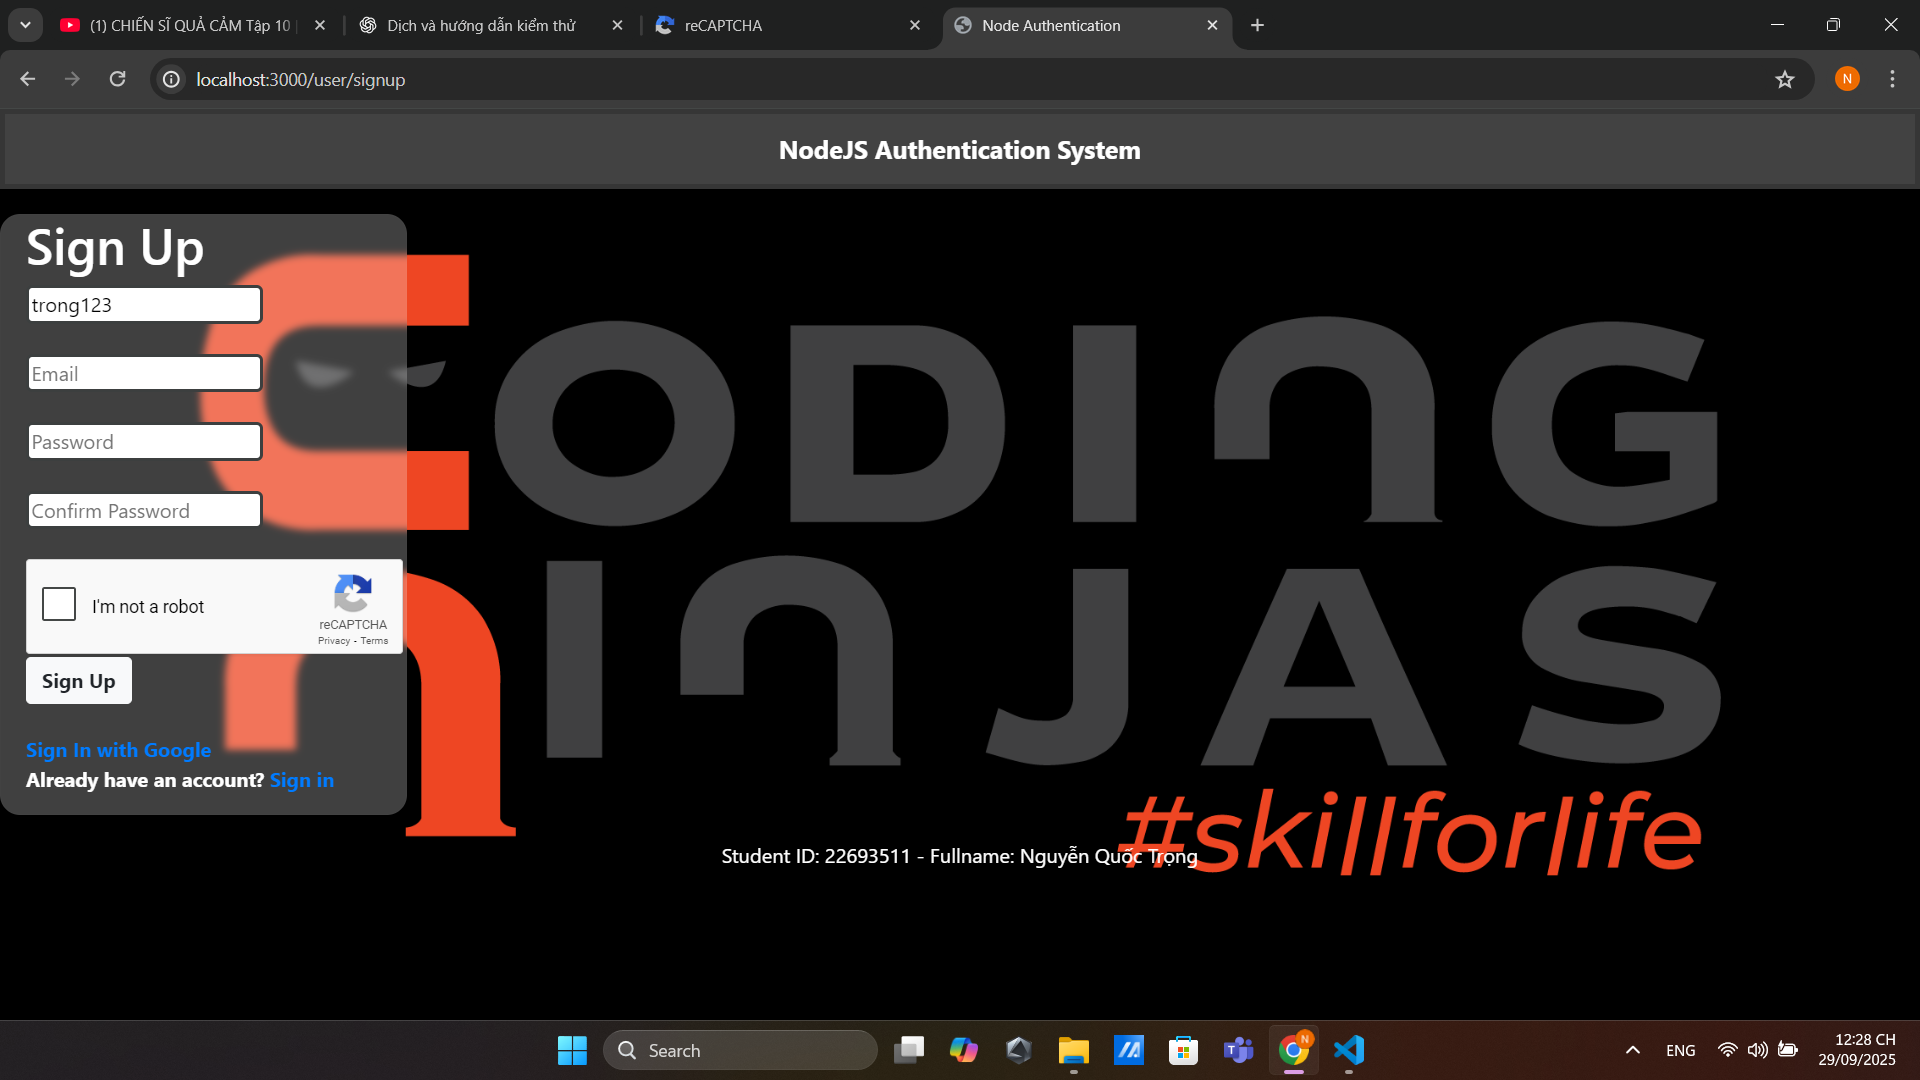 (1) CHIẾN SĨ QUẢ CẢM Tập 10
Dịch và hướng dẫn kiểm thử
reCAPTCHA
Node Authentication
localhost:3000/user/signup
N
NodeJS Authentication System
Sign Up
trong123
Email
Password
Confirm Password
I'm not a robot
reCAPTCHA
Privacy - Terms
Sign Up
Sign In with Google
Already have an account? Sign in
CODING
NINJAS
#skillforlife
Student ID: 22693511 - Fullname: Nguyễn Quốc Trọng
Search
T
N
ENG
12:28 CH
29/09/2025